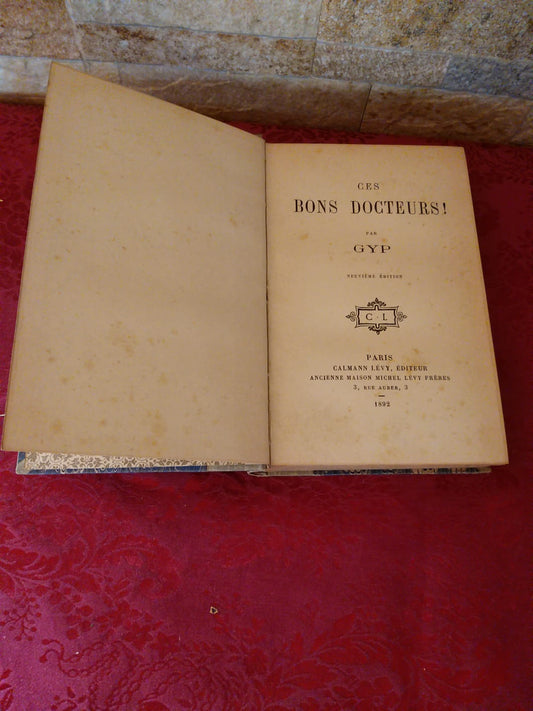 CES
BONS DOCTEURS!
PAR
GYP
NEUVIÈME ÉDITION
C · L
PARIS
CALMANN LÉVY, ÉDITEUR
ANCIENNE MAISON MICHEL LÉVY FRÈRES
3, RUE AUBER, 3
—
1892